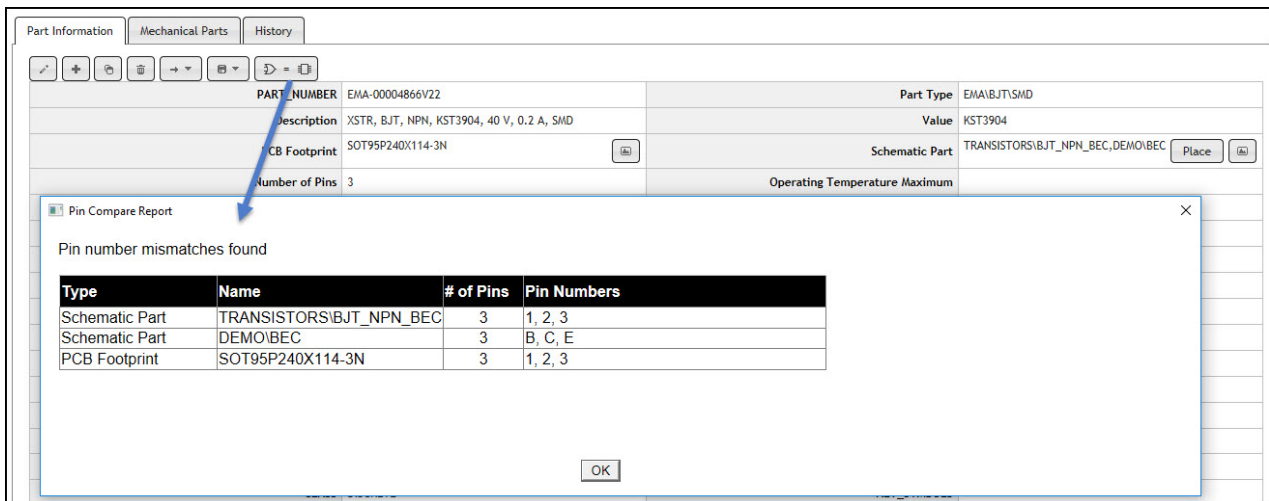 Part Information Mechanical Parts History
PART_NUMBER EMA-00004866V22 Part Type EMA\BJT\SMD
Description XSTR, BJT, NPN, KST3904, 40 V, 0.2 A, SMD Value KST3904
PCB Footprint SOT95P240X114-3N Schematic Part TRANSISTORS\BJT_NPN_BEC,DEMO\BEC Place
Number of Pins 3 Operating Temperature Maximum
Pin Compare Report
Pin number mismatches found
Type Name # of Pins Pin Numbers
Schematic Part TRANSISTORS\BJT_NPN_BEC 3 1, 2, 3
Schematic Part DEMO\BEC 3 B, C, E
PCB Footprint SOT95P240X114-3N 3 1, 2, 3
OK